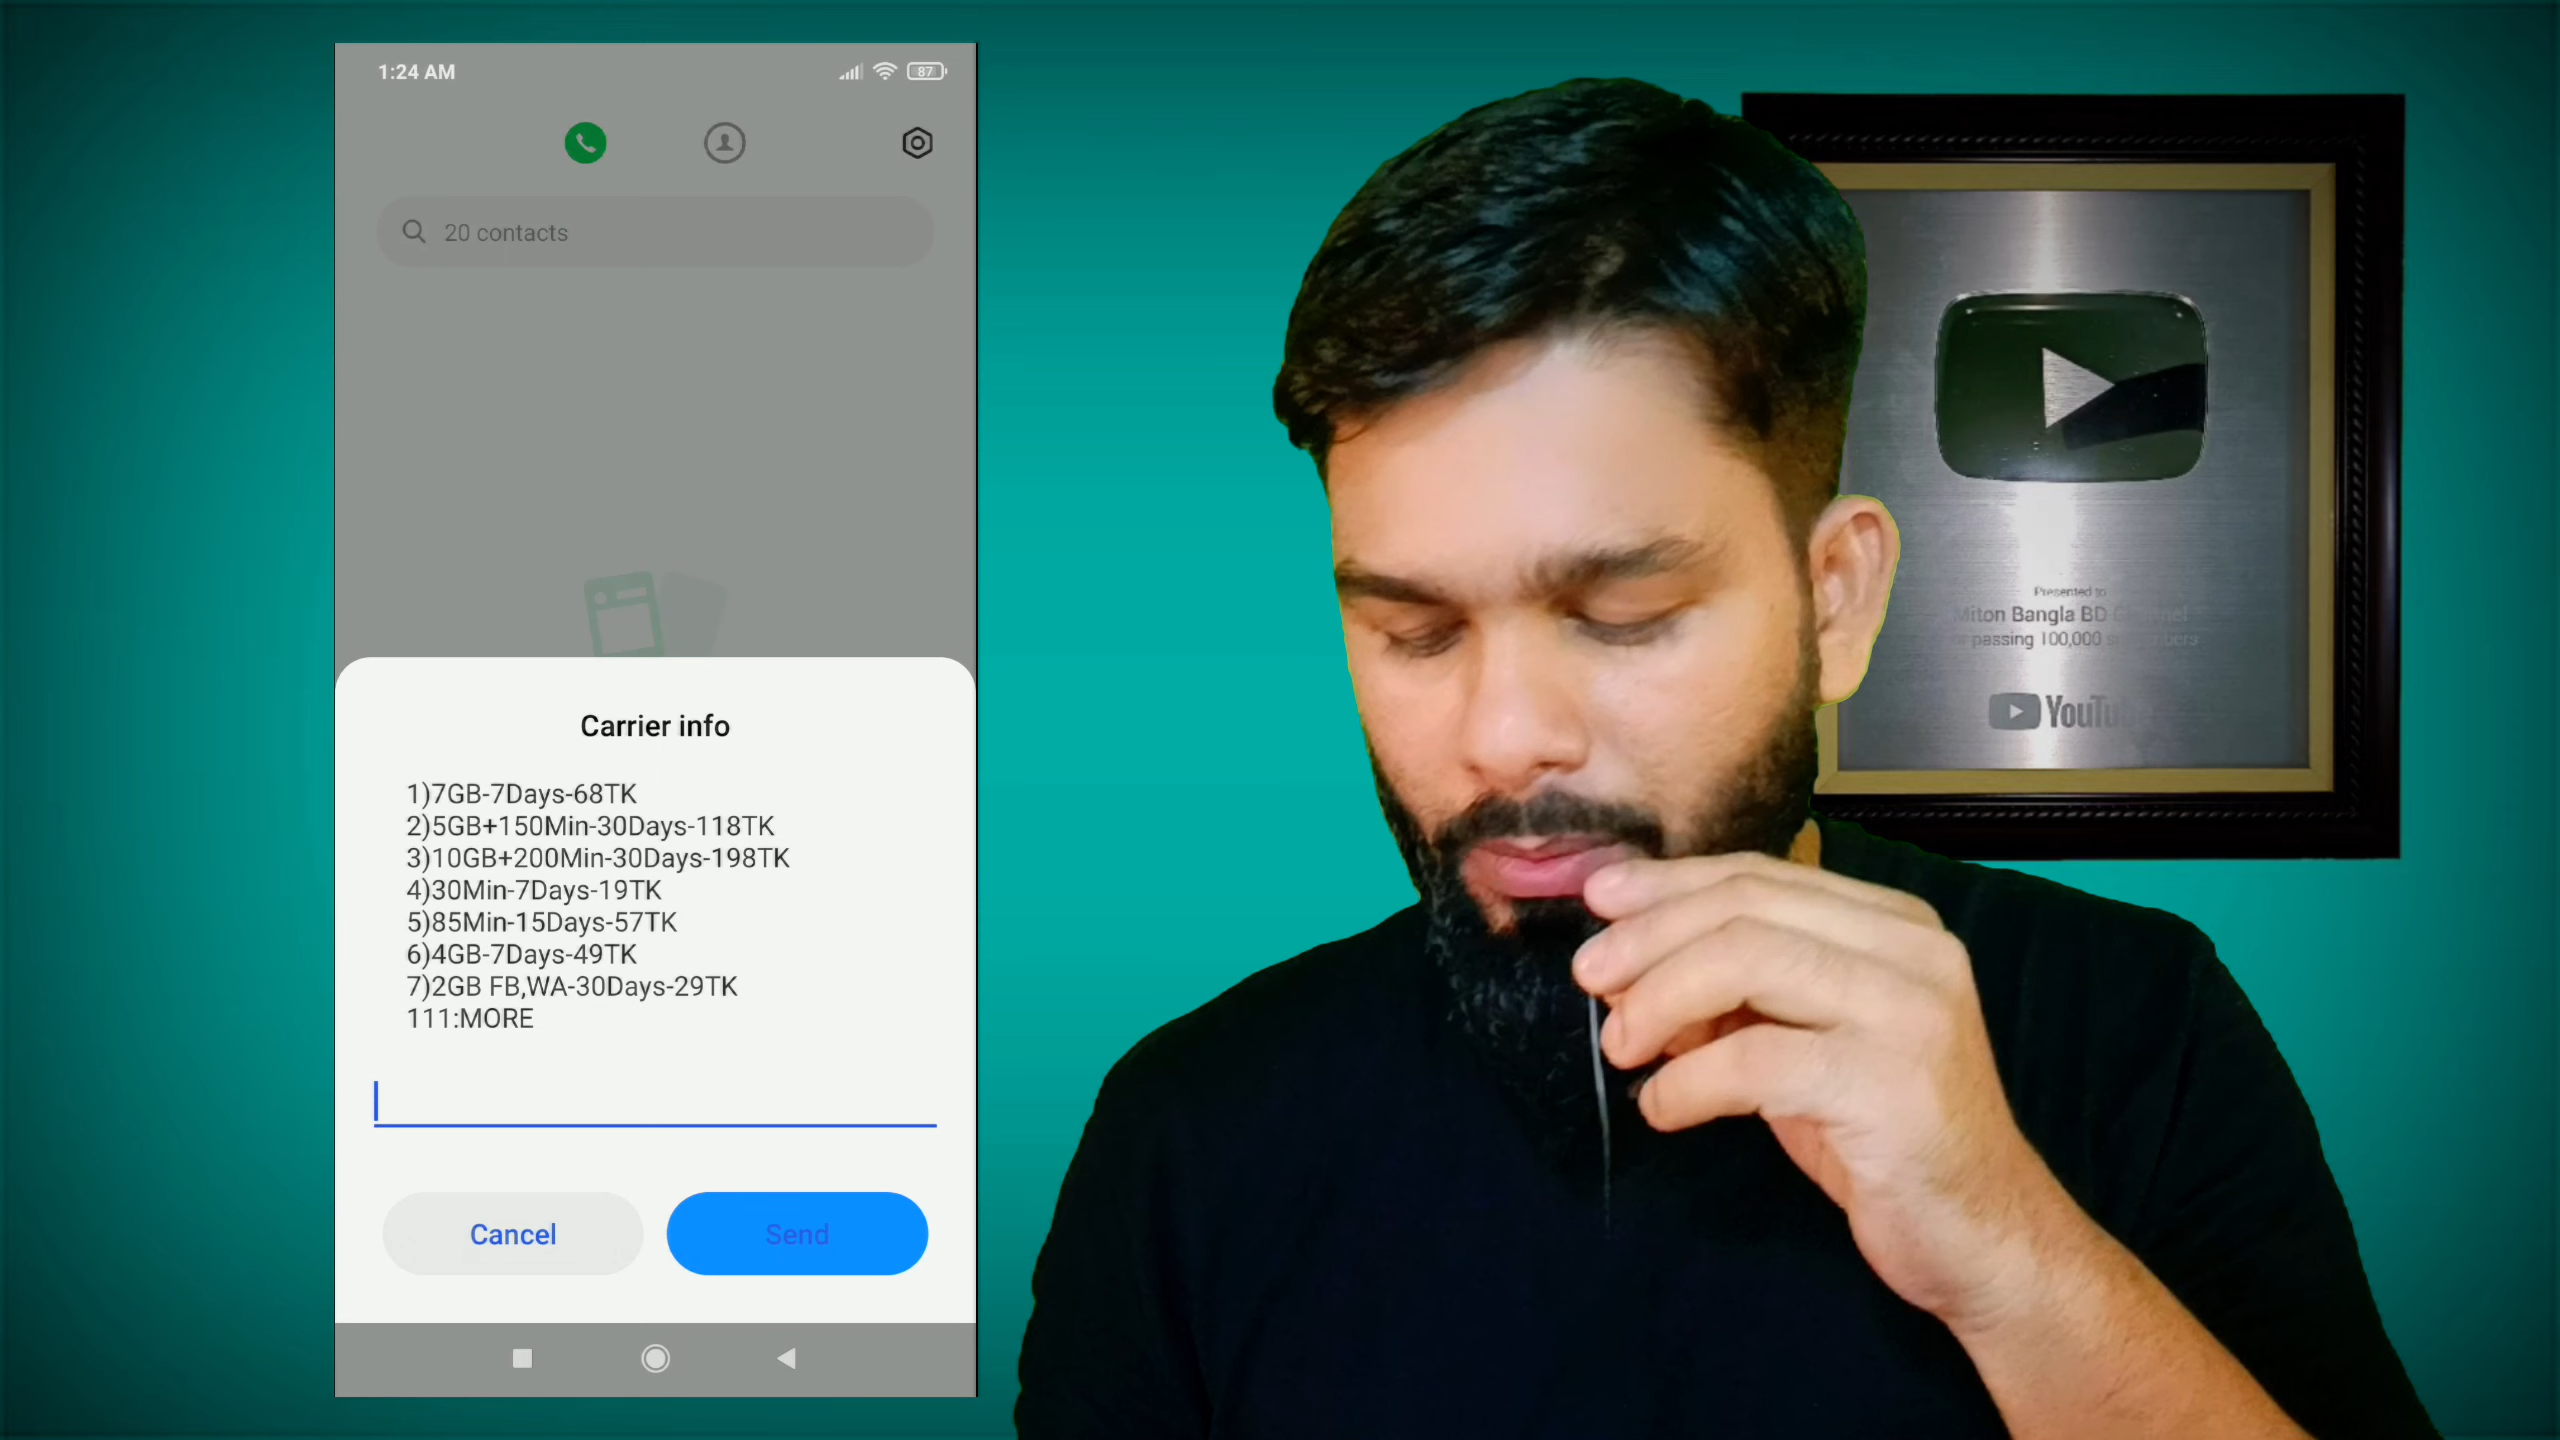 1:24 AM
87
20 contacts
Carrier info
1)7GB-7Days-68TK
2)5GB+150Min-30Days-118TK
3)10GB+200Min-30Days-198TK
4)30Min-7Days-19TK
5)85Min-15Days-57TK
6)4GB-7Days-49TK
7)2GB FB,WA-30Days-29TK
111:MORE
Cancel
Send
Presented to
Miton Bangla BD
passing 100,000
YouTu